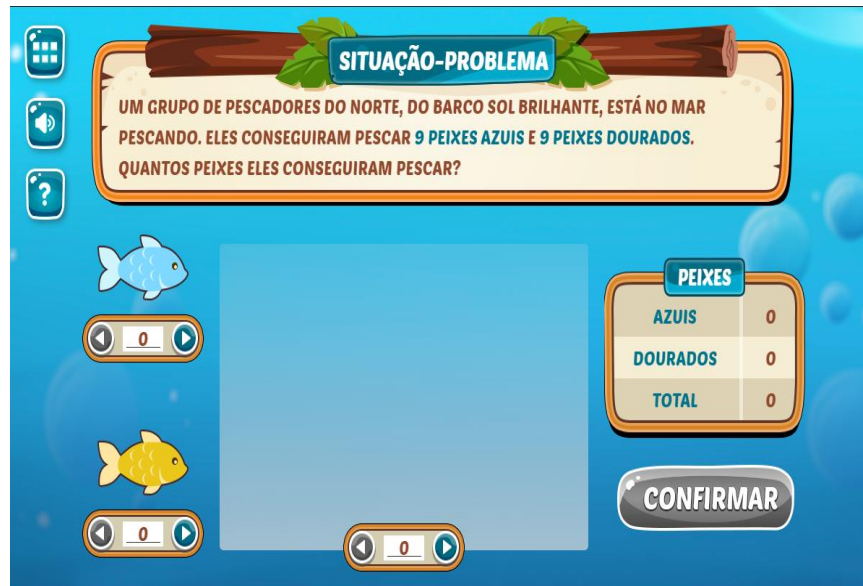 SITUAÇÃO-PROBLEMA
UM GRUPO DE PESCADORES DO NORTE, DO BARCO SOL BRILHANTE, ESTÁ NO MAR
PESCANDO. ELES CONSEGUIRAM PESCAR 9 PEIXES AZUIS E 9 PEIXES DOURADOS.
QUANTOS PEIXES ELES CONSEGUIRAM PESCAR?
?
0
PEIXES
AZUIS 0
DOURADOS 0
TOTAL 0
0
0
CONFIRMAR